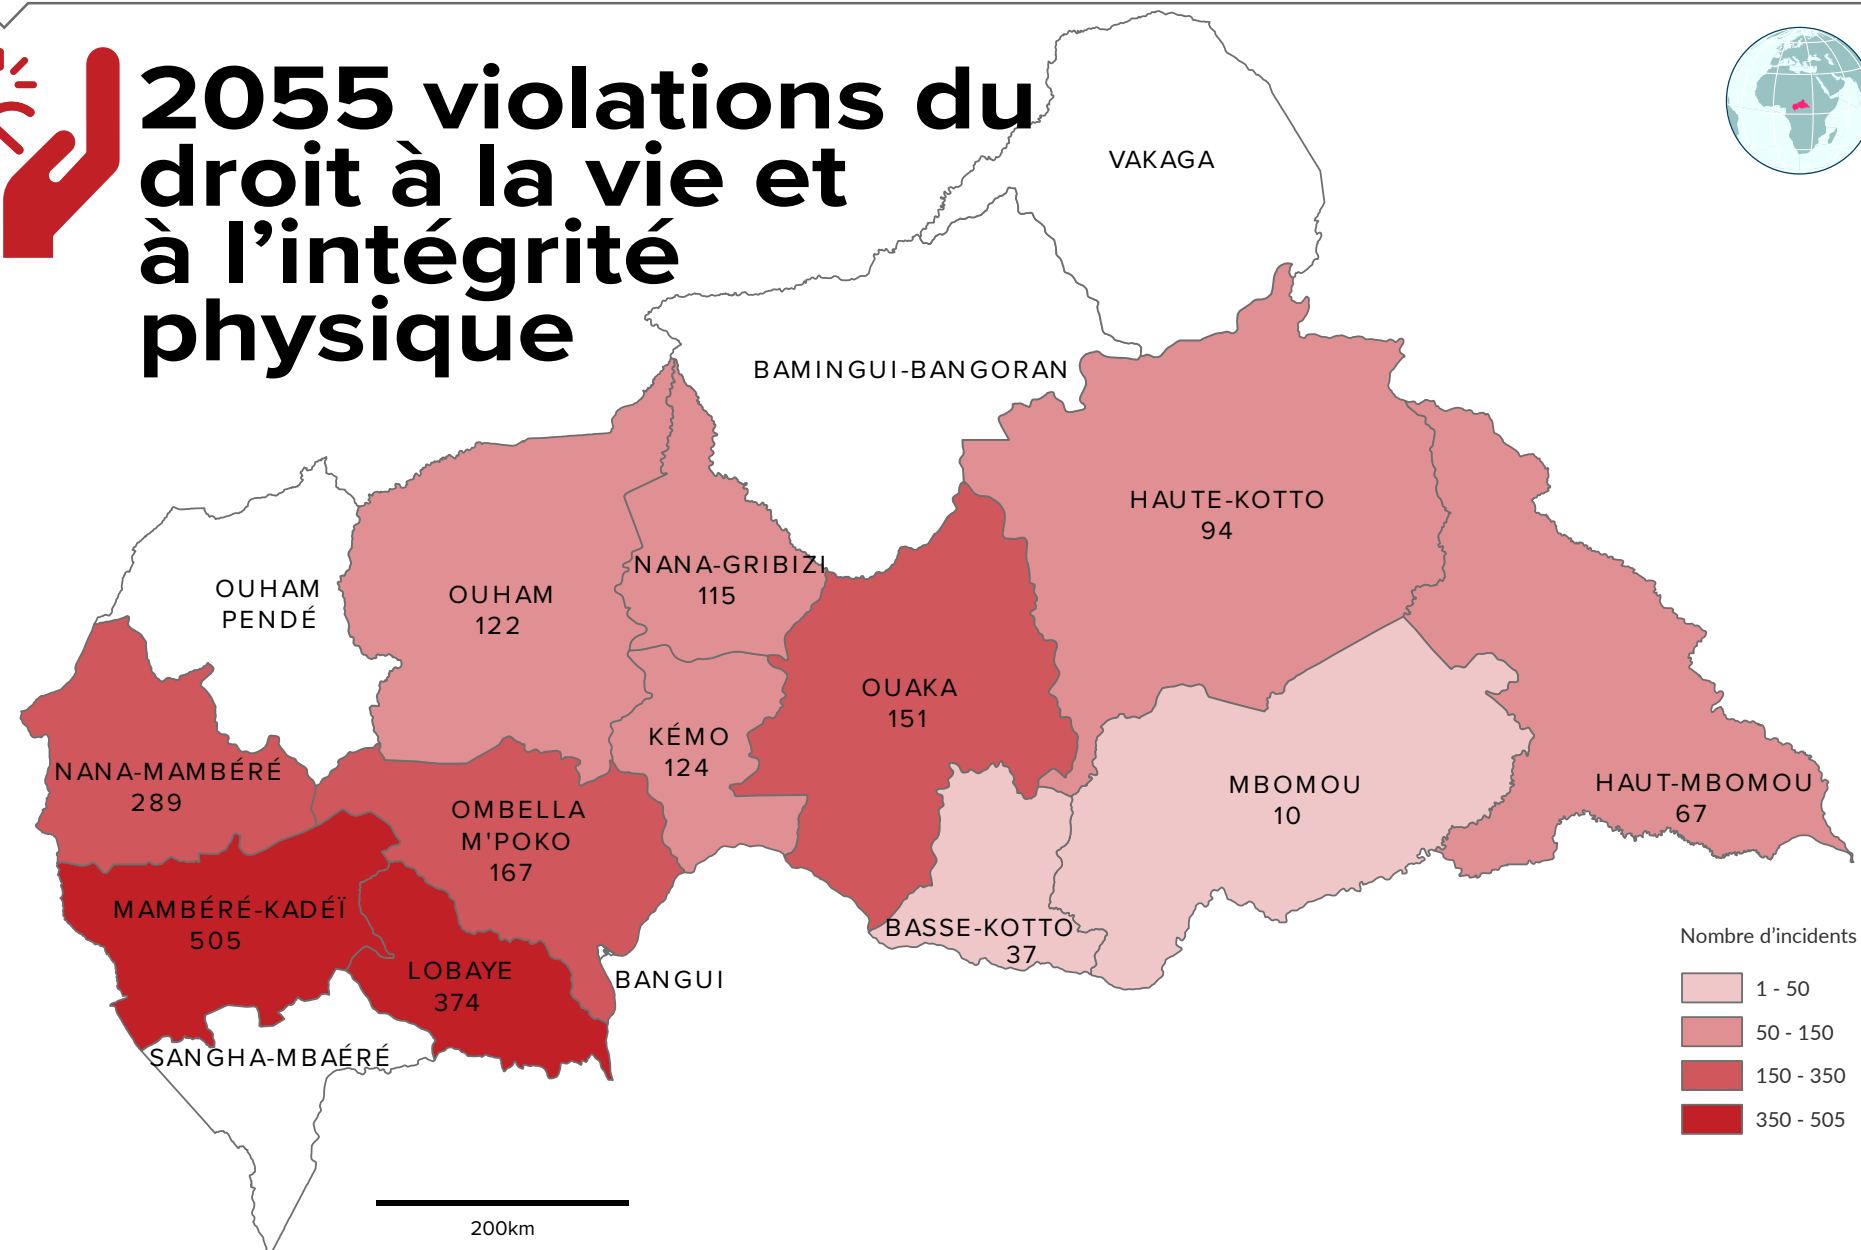 2055 violations du
droit à la vie et
à l’intégrité
physique
VAKAGA
BAMINGUI-BANGORAN
HAUTE-KOTTO
94
NANA-GRIBIZI
115
OUHAM
PENDÉ
OUHAM
122
OUAKA
151
KÉMO
124
NANA-MAMBÉRÉ
289
OMBELLA
M'POKO
167
MBOMOU
10
HAUT-MBOMOU
67
MAMBÉRÉ-KADÉÏ
505
BASSE-KOTTO
37
LOBAYE
374
BANGUI
SANGHA-MBAÉRÉ
Nombre d’incidents
1 - 50
50 - 150
150 - 350
350 - 505
200km